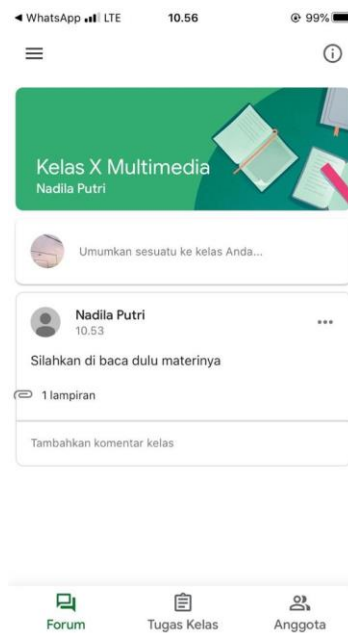 WhatsApp LTE 10.56 99%
Kelas X Multimedia
Nadila Putri
Umumkan sesuatu ke kelas Anda...
Nadila Putri
10.53
Silahkan di baca dulu materinya
1 lampiran
Tambahkan komentar kelas
Forum Tugas Kelas Anggota